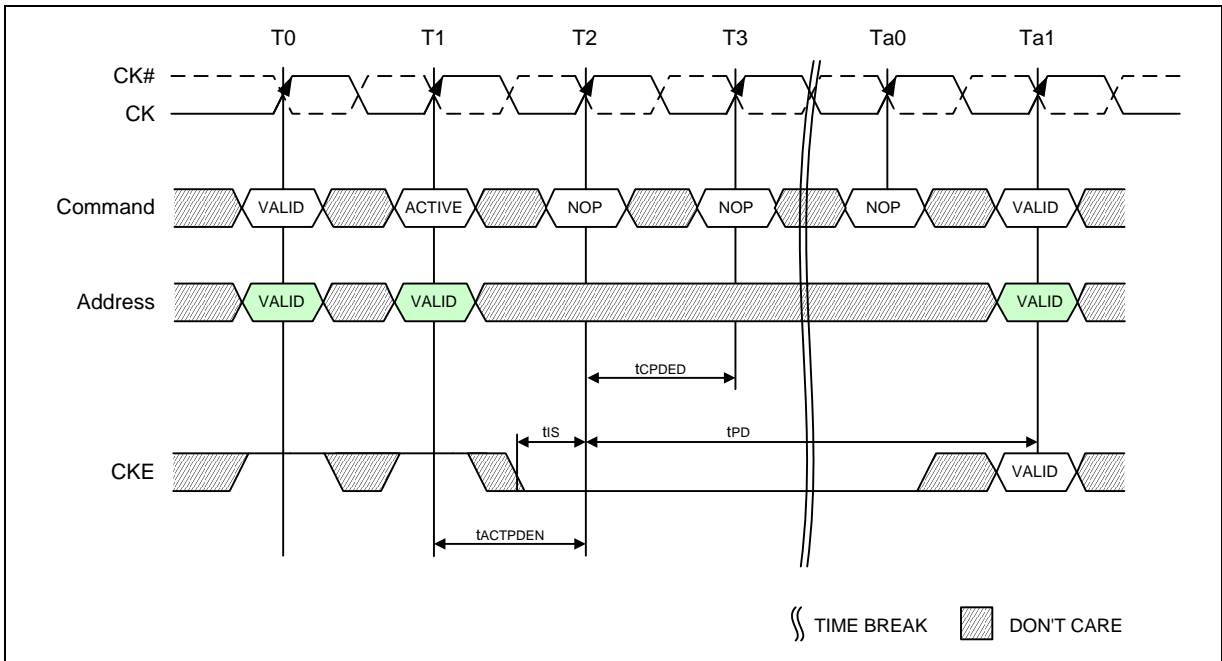 T0 T1 T2 T3 Ta0 Ta1
CK#
CK
Command VALID ACTIVE NOP NOP NOP VALID
Address VALID VALID VALID
tCPDED
tIS tPD
CKE VALID
tACTPDEN
TIME BREAK DON'T CARE